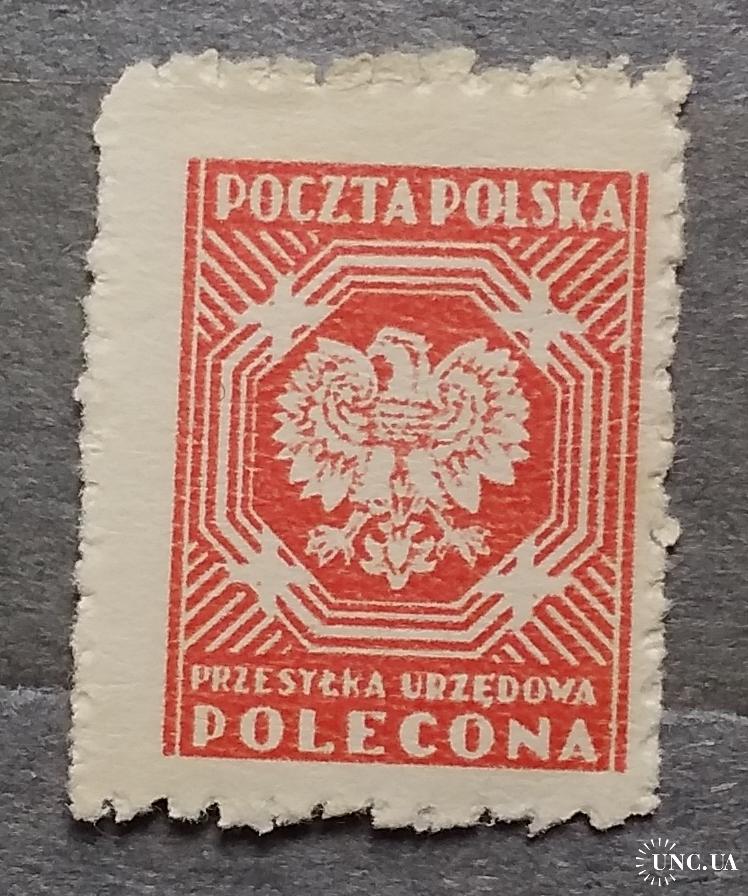 POCZTA POLSKA
PRZESYŁKA URZĘDOWA
POLECONA
UNC.UA